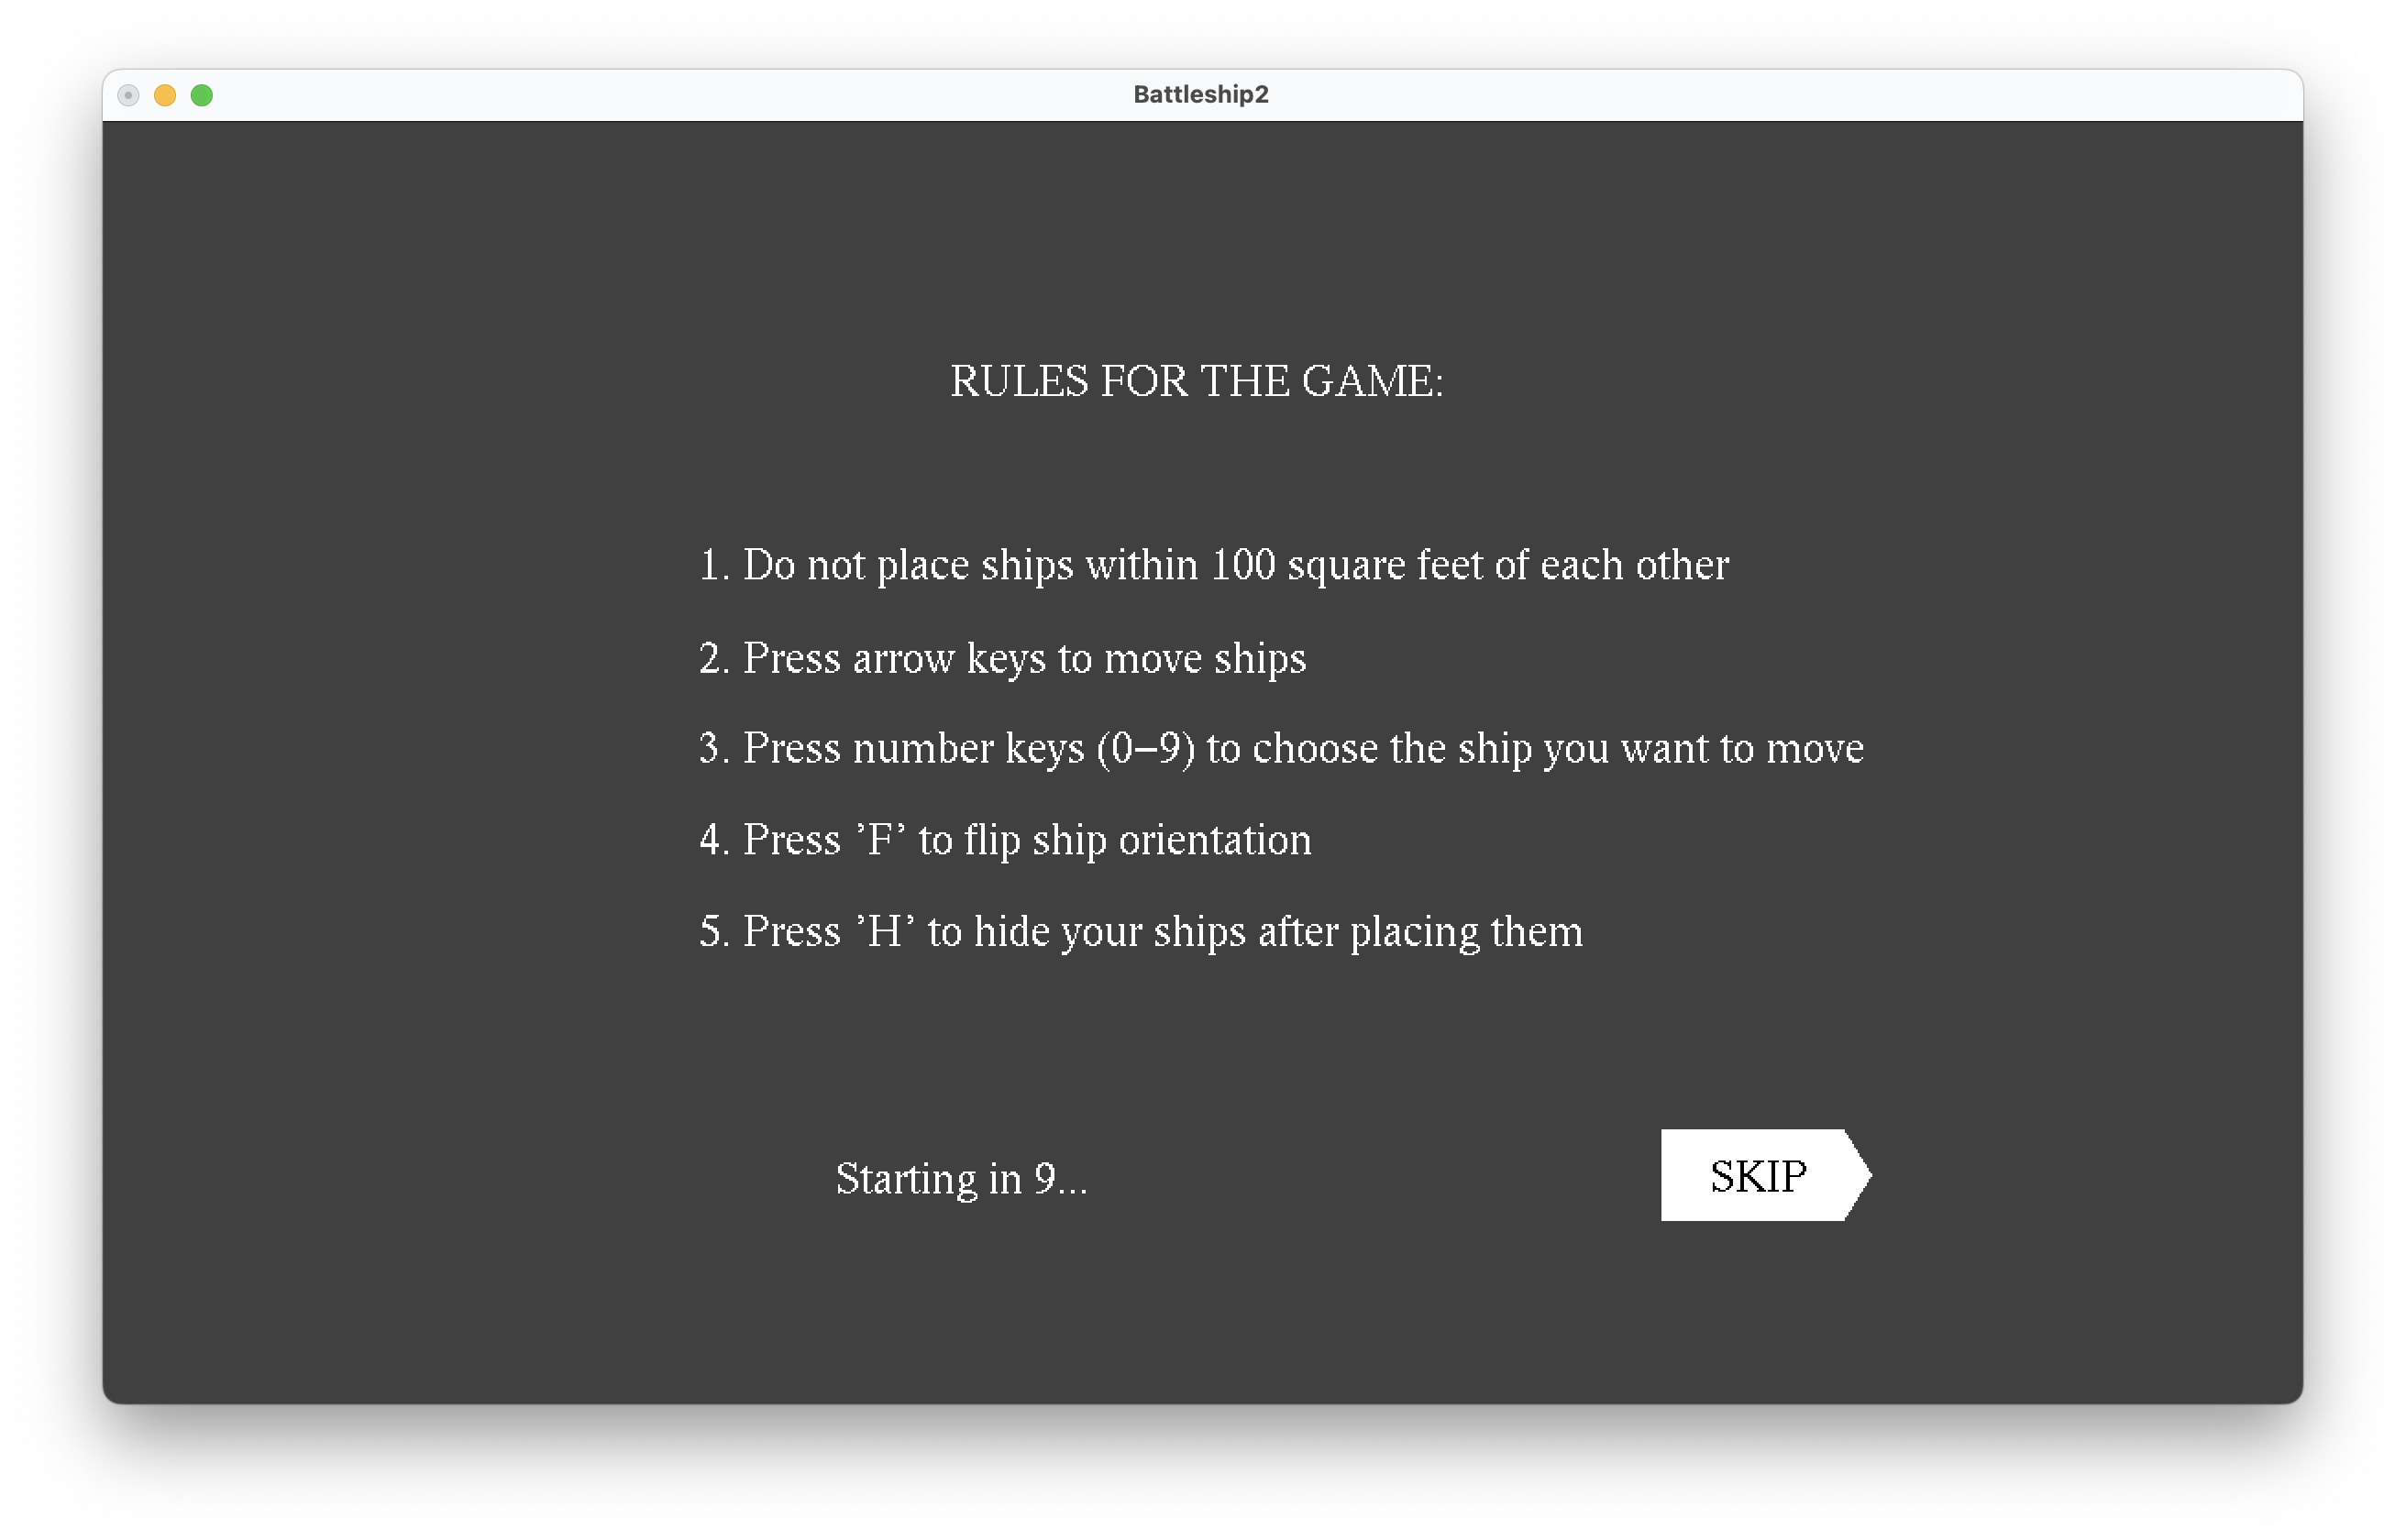 Battleship2
RULES FOR THE GAME:
1. Do not place ships within 100 square feet of each other
2. Press arrow keys to move ships
3. Press number keys (0–9) to choose the ship you want to move
4. Press ’F’ to flip ship orientation
5. Press ’H’ to hide your ships after placing them
Starting in 9...
SKIP